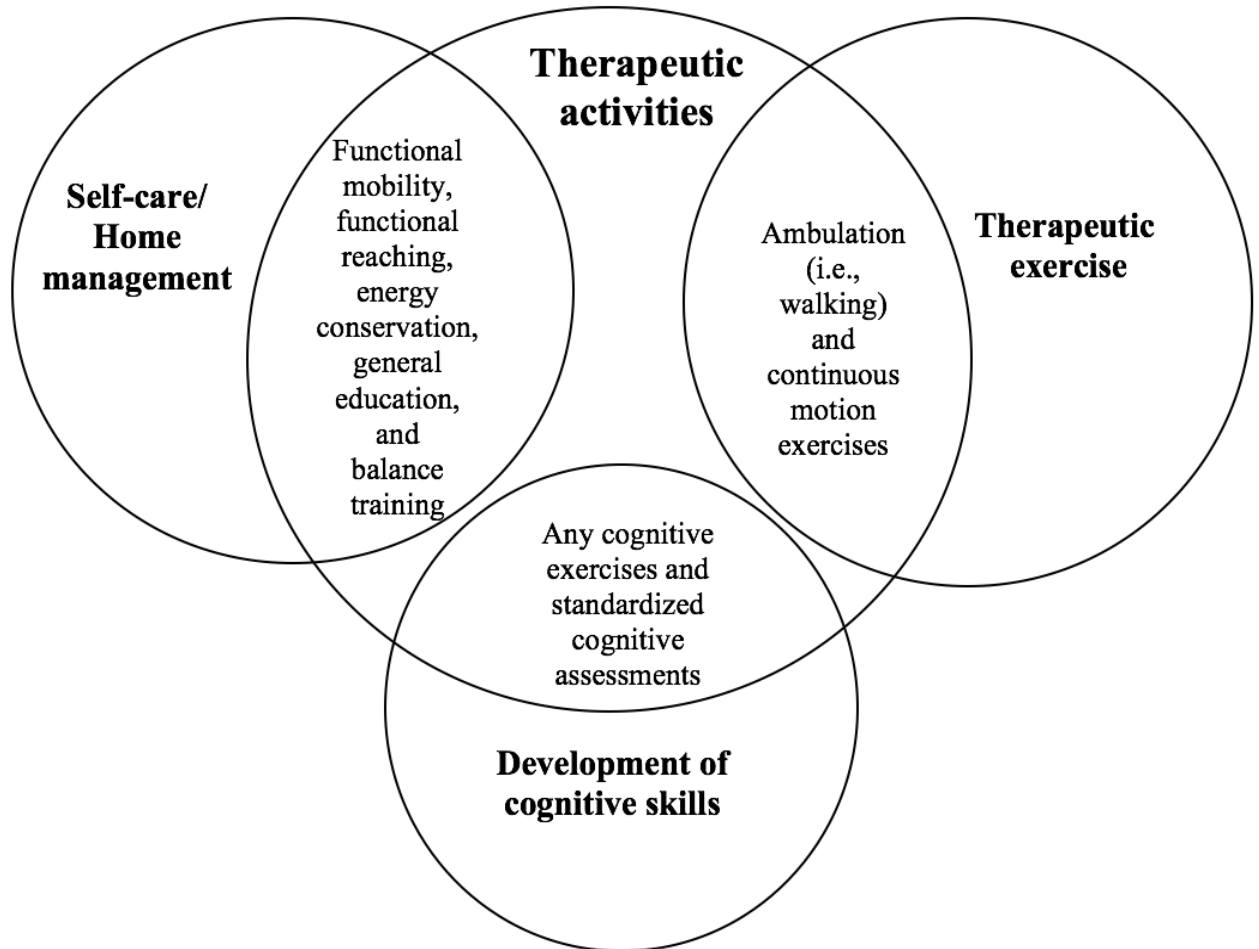 Therapeutic
activities
Self-care/
Home
management
Functional
mobility,
functional
reaching,
energy
conservation,
general
education,
and
balance
training
Ambulation
(i.e.,
walking)
and
continuous
motion
exercises
Therapeutic
exercise
Any cognitive
exercises and
standardized
cognitive
assessments
Development of
cognitive skills